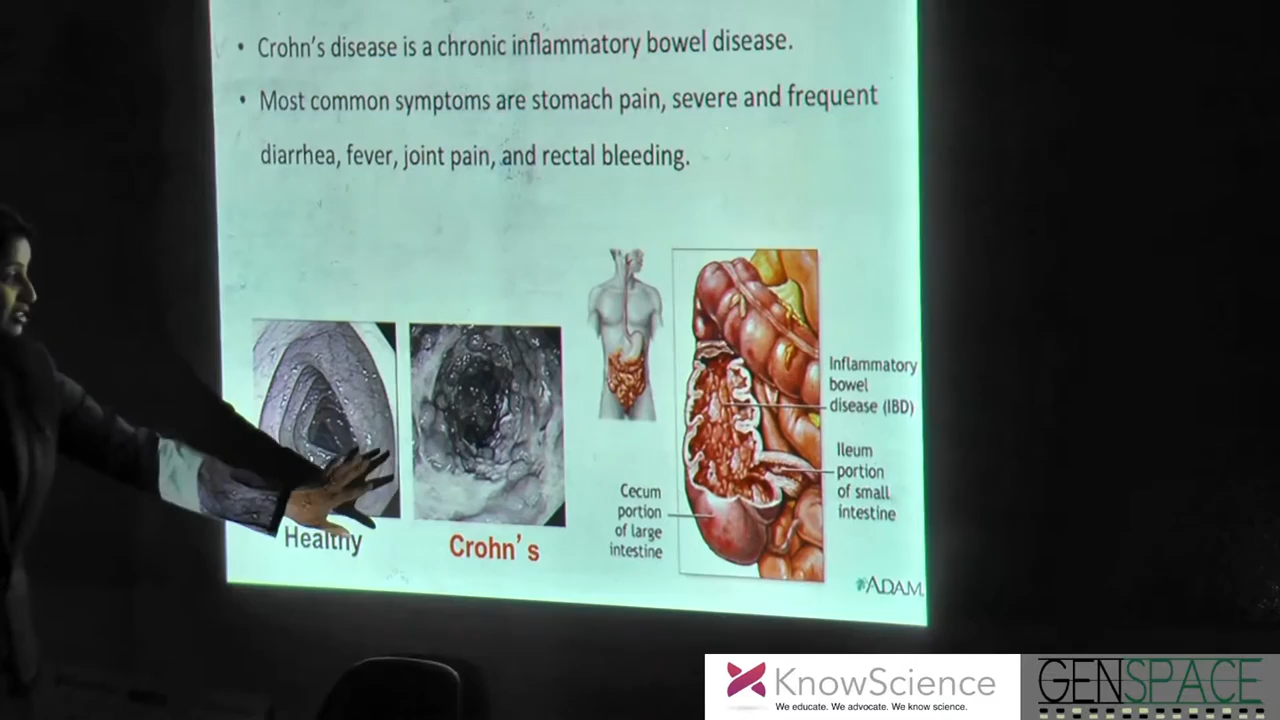 • Crohn's disease is a chronic inflammatory bowel disease.
• Most common symptoms are stomach pain, severe and frequent
diarrhea, fever, joint pain, and rectal bleeding.
Healthy
Crohn's
Inflammatory
bowel
disease (IBD)
Ileum
portion
of small
intestine
Cecum
portion
of large
intestine
ADAM
KnowScience
We educate. We advocate. We know science.
GENSPACE